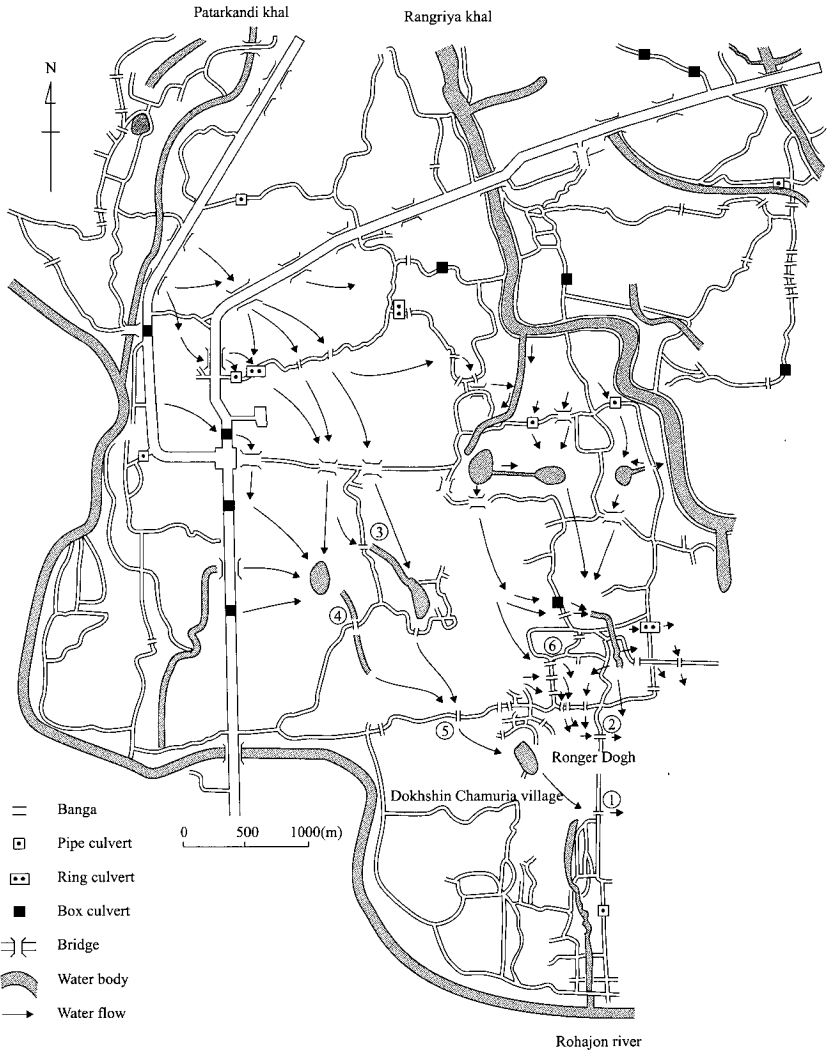 Patarkandi khal
Rangriya khal
N
③
④
⑥
⑤
②
Ronger Dogh
Dokhshin Chamuria village
①
0 500 1000(m)
Banga
Pipe culvert
Ring culvert
Box culvert
Bridge
Water body
Water flow
Rohajon river